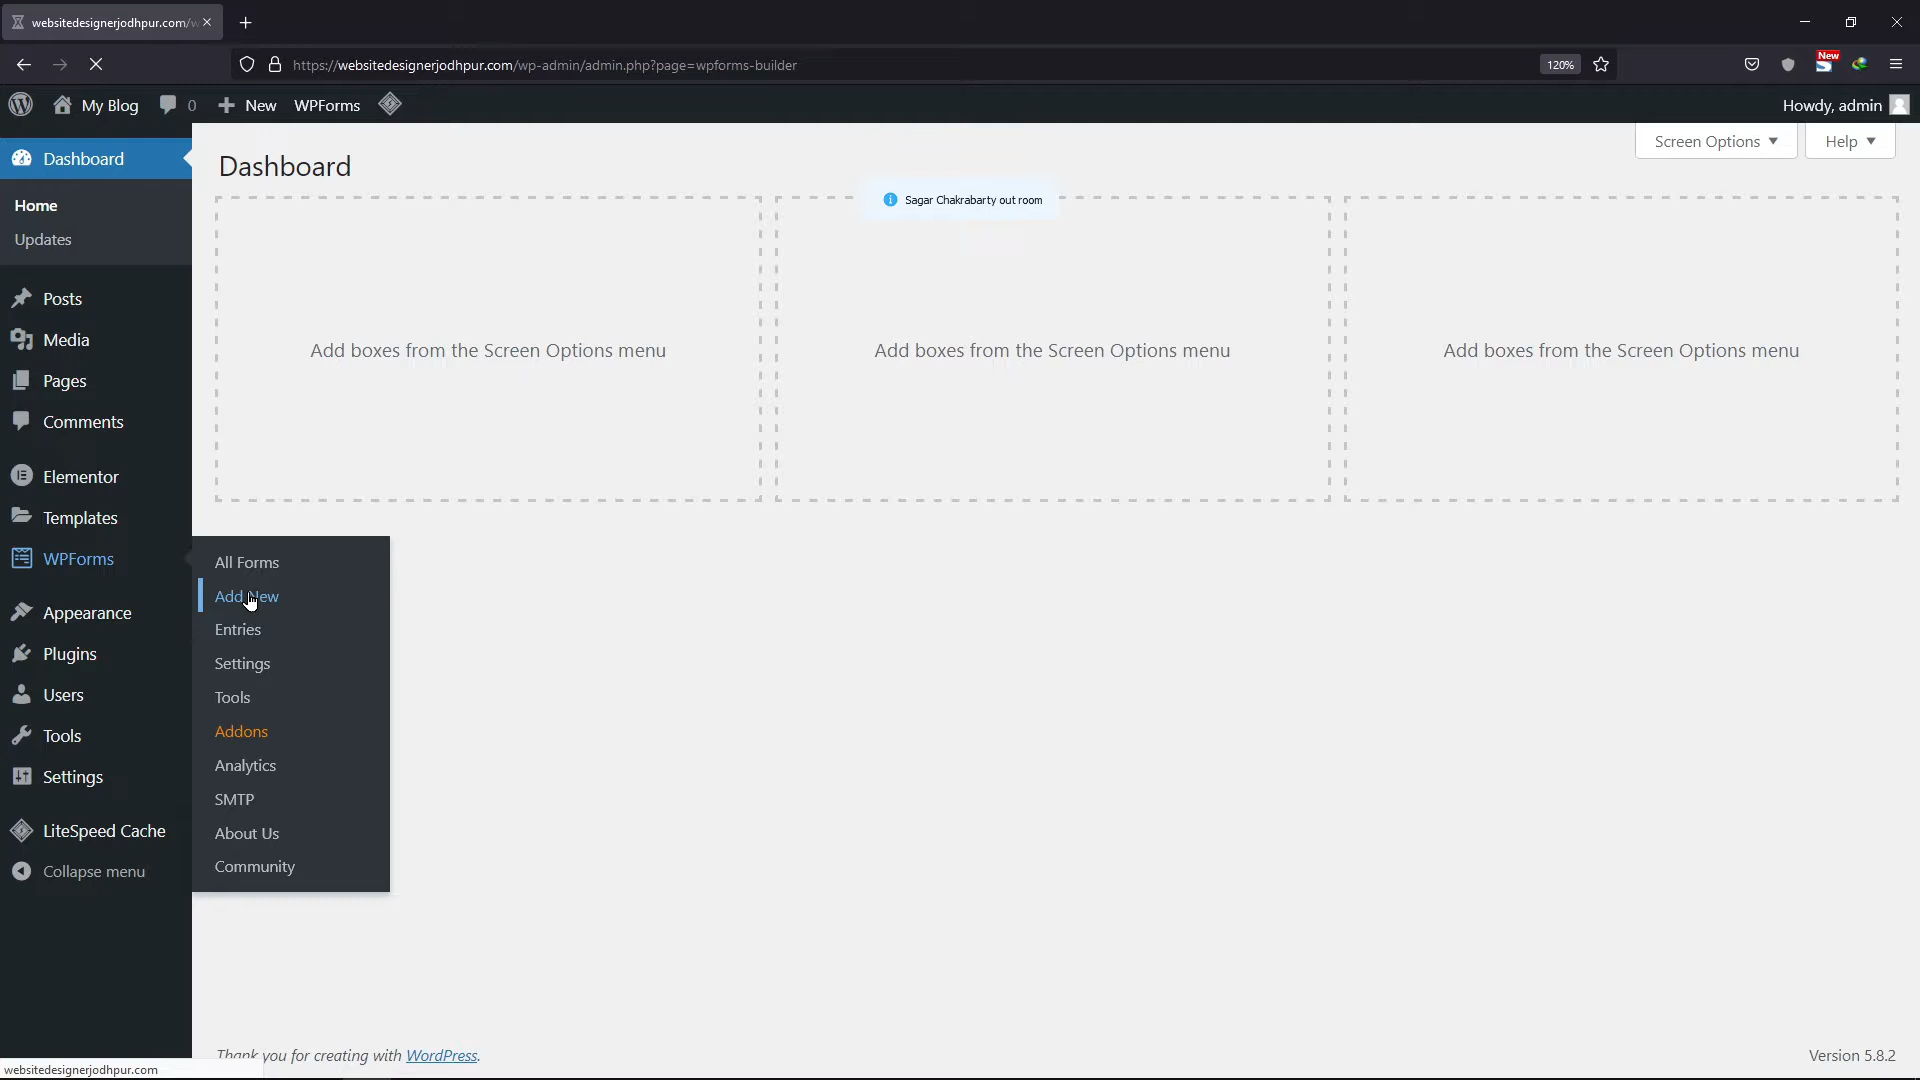 websitedesignerjodhpur.com/w
https://websitedesignerjodhpur.com/wp-admin/admin.php?page=wpforms-builder
120%
New
My Blog
0
New
WPForms
Howdy, admin
Dashboard
Home
Updates
Posts
Media
Pages
Comments
Elementor
Templates
WPForms
Appearance
Plugins
Users
Tools
Settings
LiteSpeed Cache
Collapse menu
All Forms
Add New
Entries
Settings
Tools
Addons
Analytics
SMTP
About Us
Community
Dashboard
Screen Options
Help
Sagar Chakrabarty out room
Add boxes from the Screen Options menu
Add boxes from the Screen Options menu
Add boxes from the Screen Options menu
Thank you for creating with WordPress.
Version 5.8.2
websitedesignerjodhpur.com